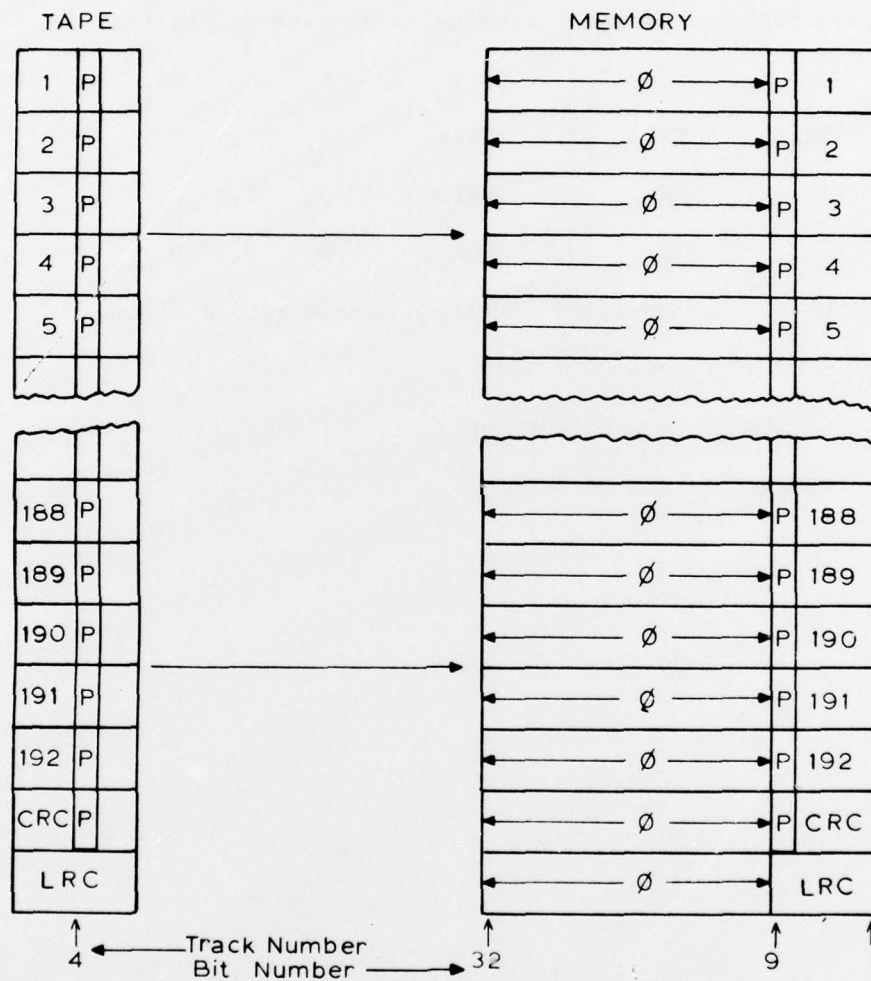 TAPE MEMORY
1 P Ø P 1
2 P Ø P 2
3 P Ø P 3
4 P Ø P 4
5 P Ø P 5
188 P Ø P 188
189 P Ø P 189
190 P Ø P 190
191 P Ø P 191
192 P Ø P 192
CRC P Ø P CRC
LRC Ø LRC
4 Track Number
Bit Number 32 9